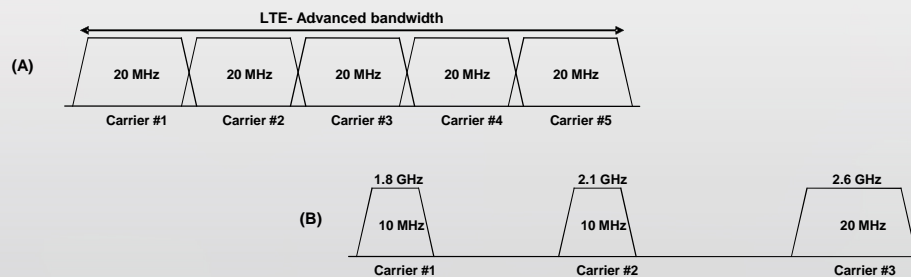 LTE- Advanced bandwidth
(A)
20 MHz 20 MHz 20 MHz 20 MHz 20 MHz
Carrier #1 Carrier #2 Carrier #3 Carrier #4 Carrier #5
1.8 GHz 2.1 GHz 2.6 GHz
(B)
10 MHz 10 MHz 20 MHz
Carrier #1 Carrier #2 Carrier #3